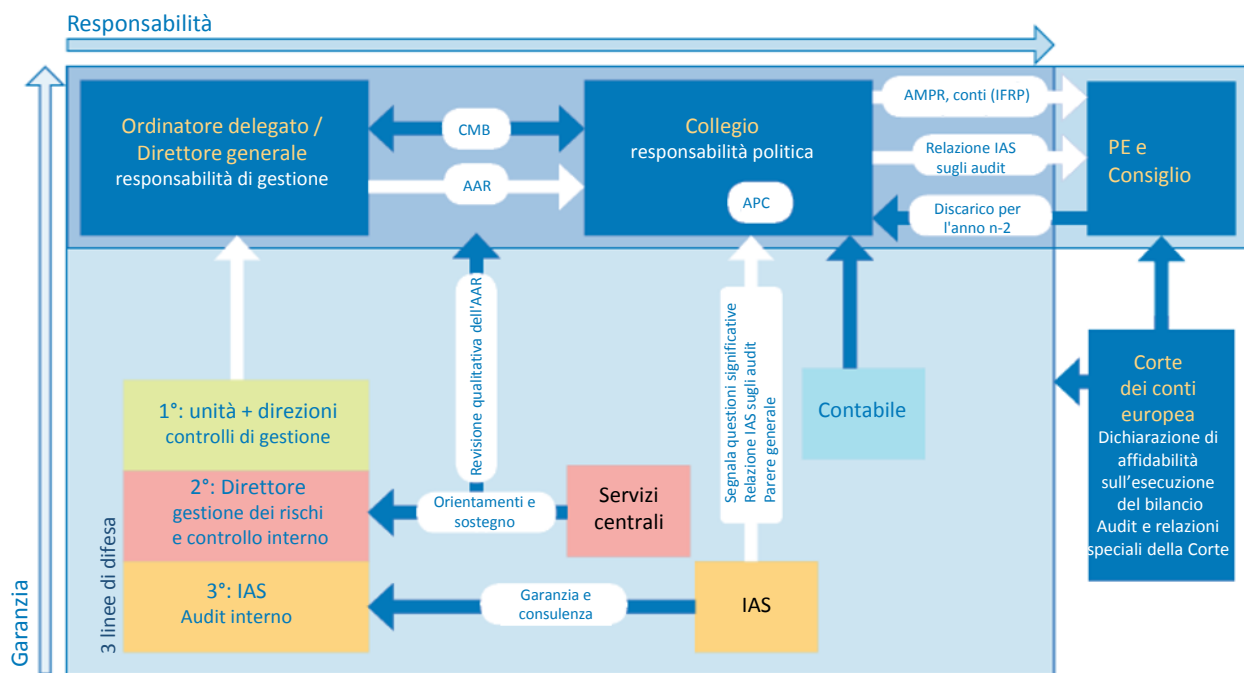 Responsabilità
Ordinatore delegato /
Direttore generale
responsabilità di gestione
CMB
AAR
Collegio
responsabilità politica
APC
AMPR, conti (IFRP)
Relazione IAS
sugli audit
Discarico per
l'anno n-2
PE e
Consiglio
Revisione qualitativa dell'AAR
Segnala questioni significative
Relazione IAS sugli audit
Parere generale
Contabile
Corte
dei conti
europea
Dichiarazione di
affidabilità
sull'esecuzione
del bilancio
Audit e relazioni
speciali della Corte
1°: unità + direzioni
controlli di gestione
2°: Direttore
gestione dei rischi
e controllo interno
Orientamenti e
sostegno
Servizi
centrali
3°: IAS
Audit interno
Garanzia e
consulenza
IAS
3 linee di difesa
Garanzia